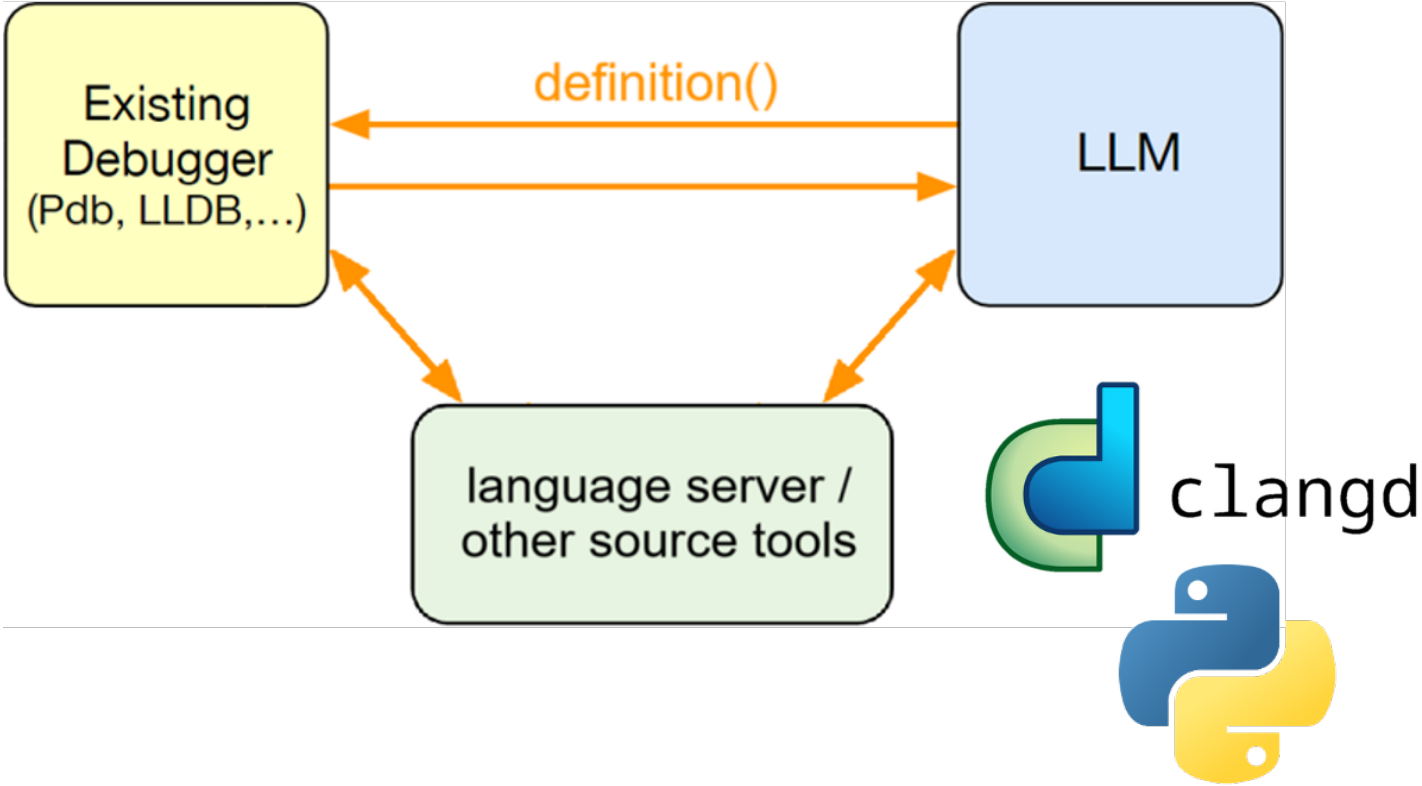 Existing
Debugger
(Pdb, LLDB,…)
definition()
LLM
language server /
other source tools
clangd